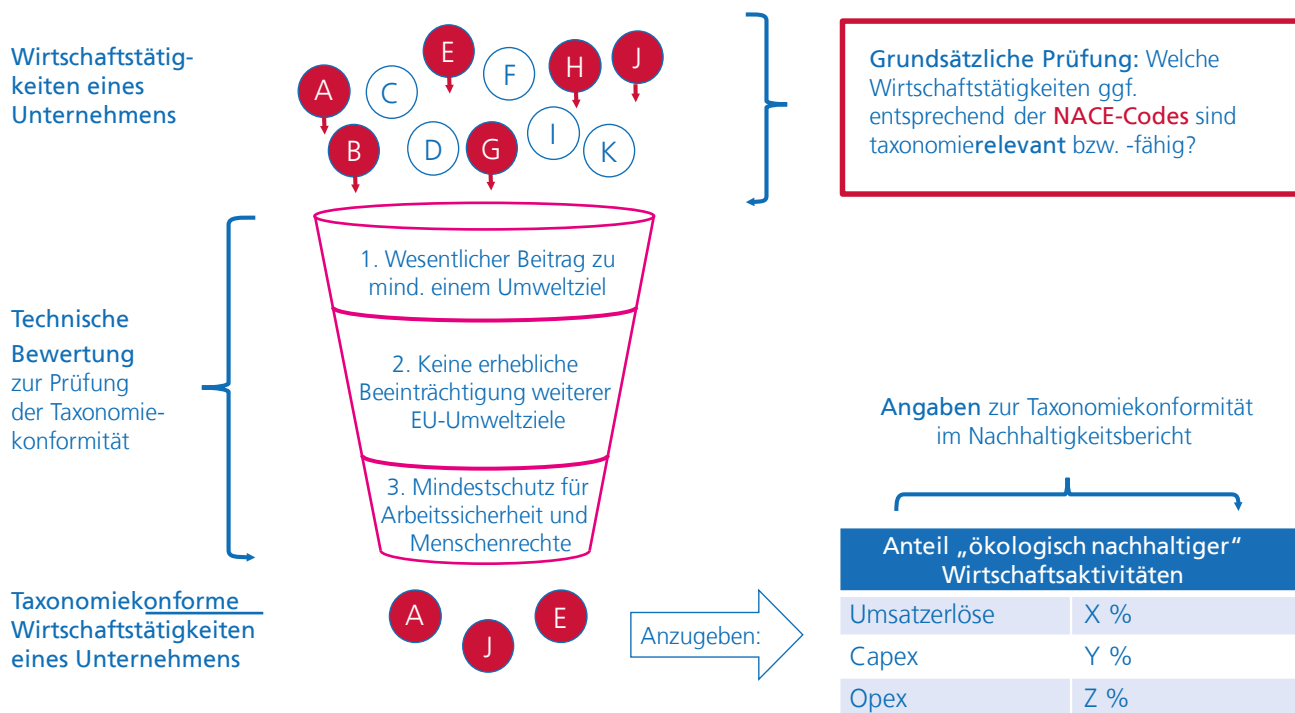 Wirtschaftstätig-
keiten eines
Unternehmens
A
B
C
D
E
F
G
H
I
J
K
Grundsätzliche Prüfung: Welche
Wirtschaftstätigkeiten ggf.
entsprechend der NACE-Codes sind
taxonomierelevant bzw. -fähig?
Technische
Bewertung
zur Prüfung
der Taxonomie-
konformität
1. Wesentlicher Beitrag zu
mind. einem Umweltziel
2. Keine erhebliche
Beeinträchtigung weiterer
EU-Umweltziele
3. Mindestschutz für
Arbeitssicherheit und
Menschenrechte
Taxonomiekonforme
Wirtschaftstätigkeiten
eines Unternehmens
A
J
E
Anzugeben:
Angaben zur Taxonomiekonformität
im Nachhaltigkeitsbericht
Anteil „ökologisch nachhaltiger"
Wirtschaftsaktivitäten
Umsatzerlöse X %
Capex Y %
Opex Z %